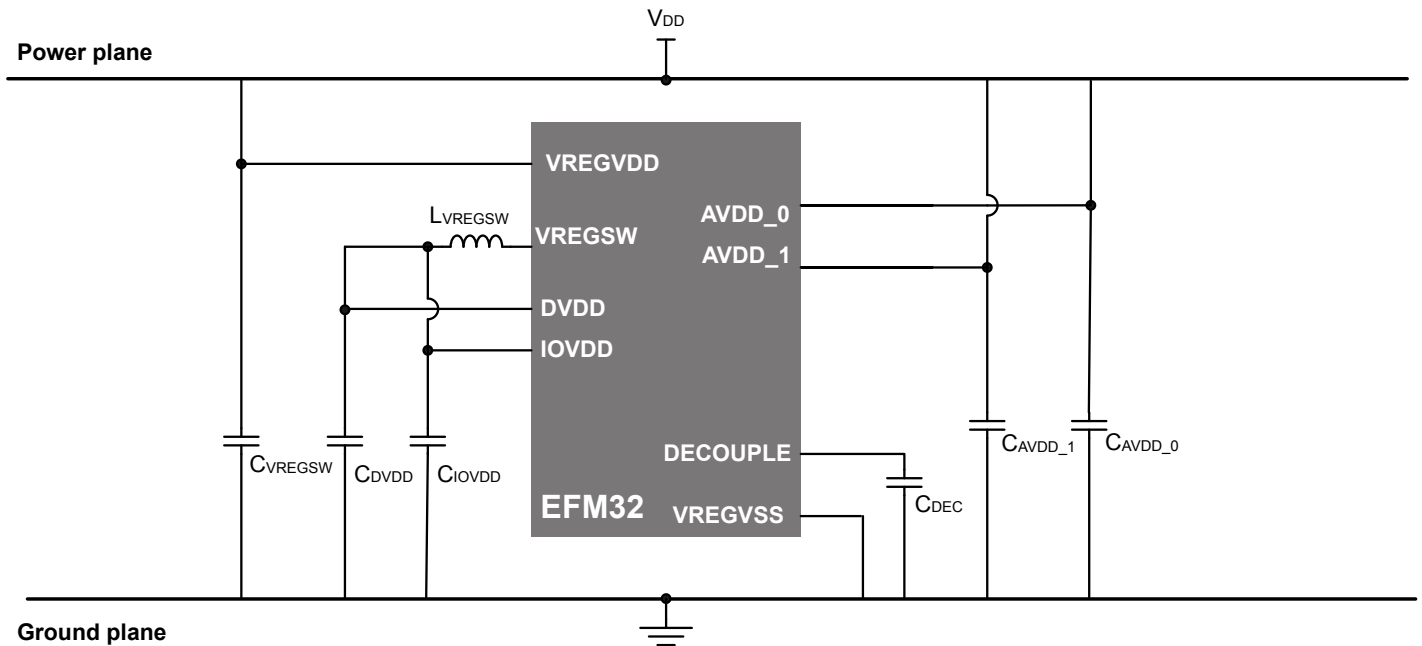 VDD
Power plane
VREGVDD
AVDD_0
LVREGSW
VREGSW
AVDD_1
DVDD
IOVDD
CVREGSW
CDVDD
CIOVDD
DECOUPLE
CAVDD_1
CAVDD_0
EFM32
VREGVSS
CDEC
Ground plane